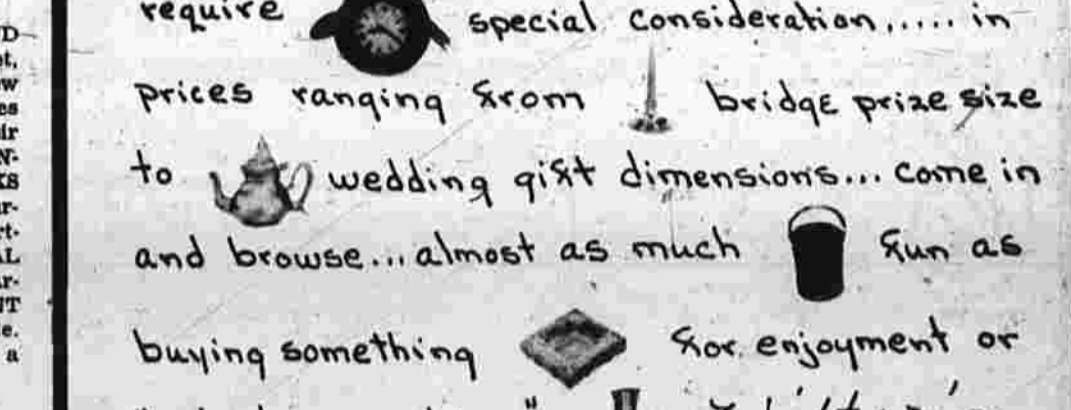 require special consideration..... in
prices ranging from bridge prize size
to wedding gift dimensions... come in
and browse... almost as much fun as
buying something for enjoyment or